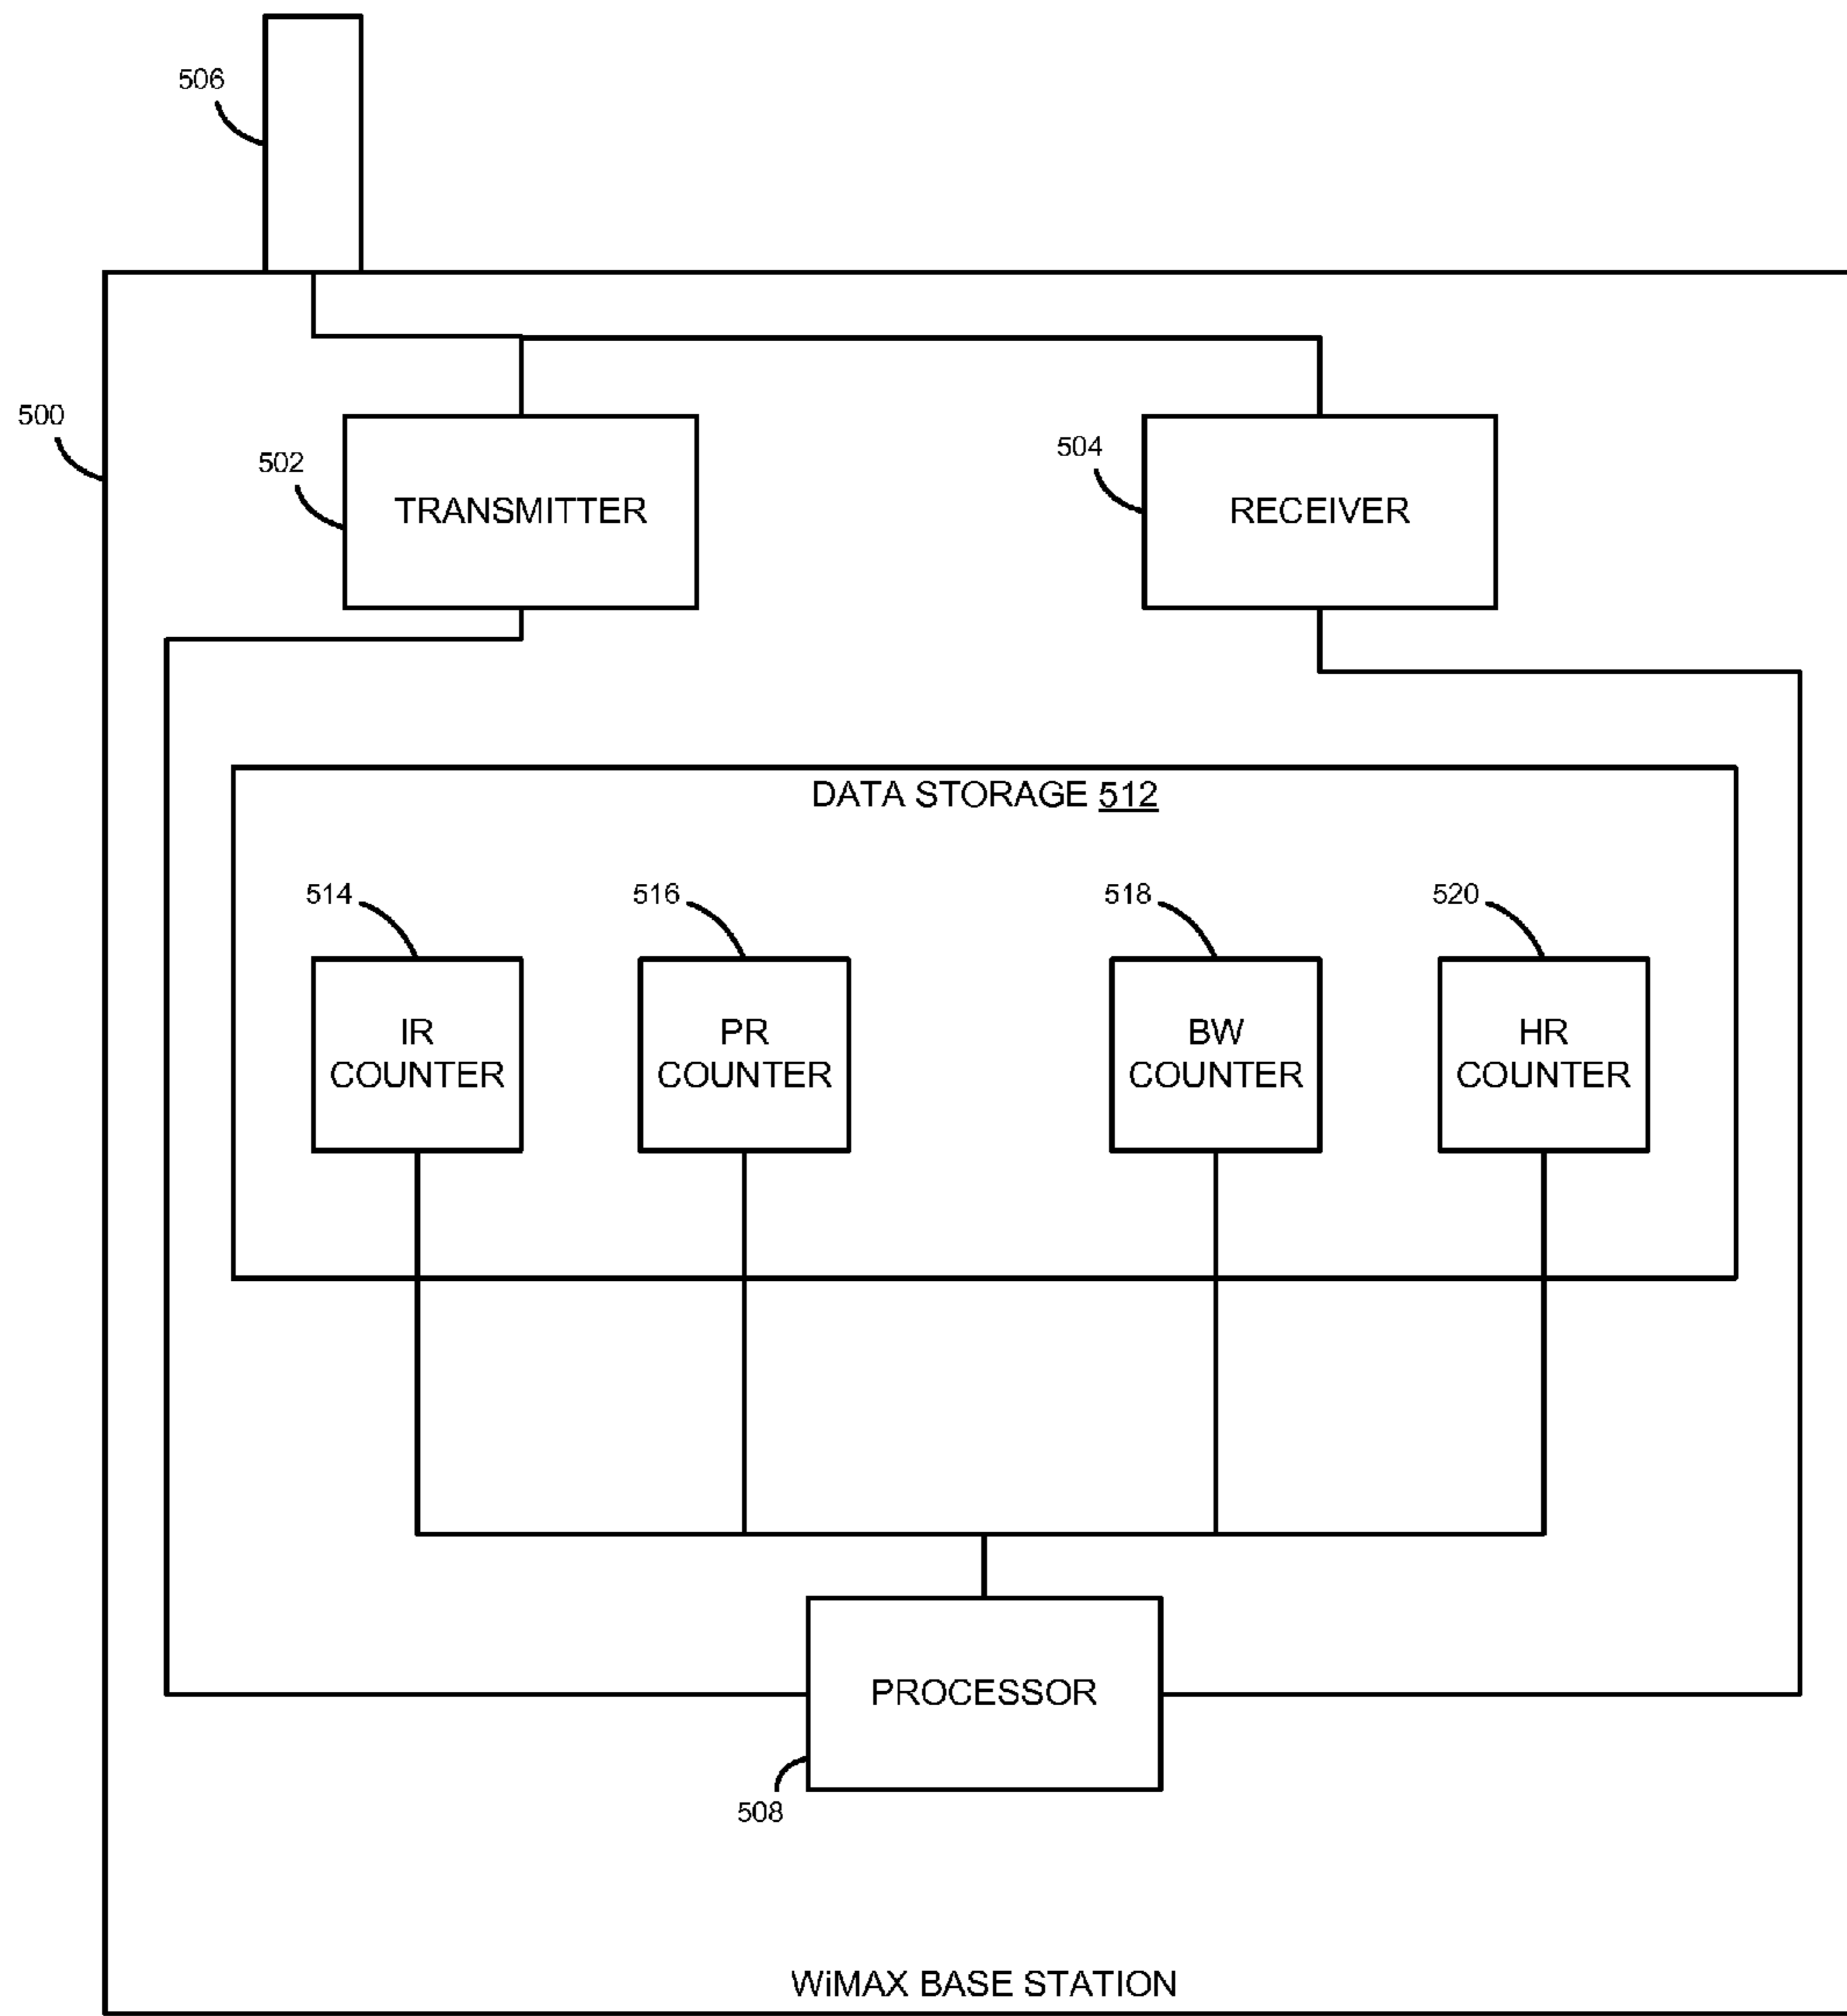 506
500
502
504
TRANSMITTER
RECEIVER
DATA STORAGE 512
514
516
518
520
IR
COUNTER
PR
COUNTER
BW
COUNTER
HR
COUNTER
PROCESSOR
508
WiMAX BASE STATION